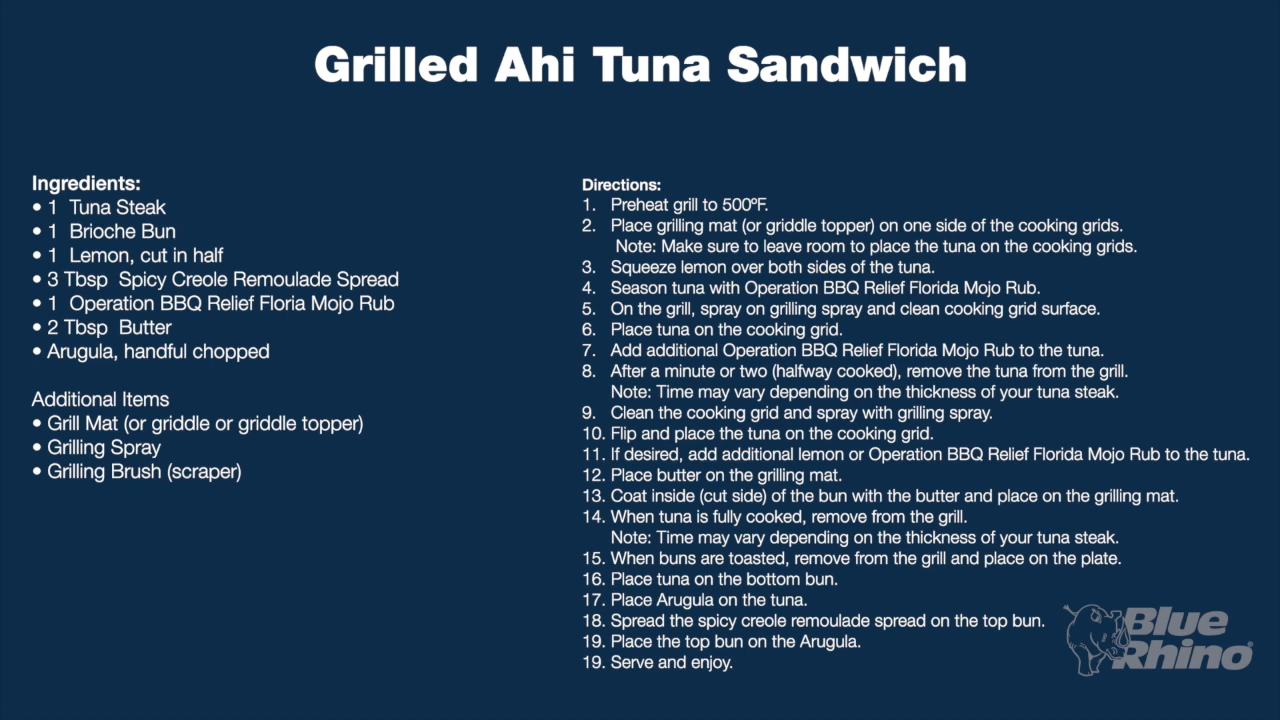 Grilled Ahi Tuna Sandwich
Ingredients:
• 1 Tuna Steak
• 1 Brioche Bun
• 1 Lemon, cut in half
• 3 Tbsp Spicy Creole Remoulade Spread
• 1 Operation BBQ Relief Floria Mojo Rub
• 2 Tbsp Butter
• Arugula, handful chopped
Additional Items
• Grill Mat (or griddle or griddle topper)
• Grilling Spray
• Grilling Brush (scraper)
Directions:
1. Preheat grill to 500ºF.
2. Place grilling mat (or griddle topper) on one side of the cooking grids.
Note: Make sure to leave room to place the tuna on the cooking grids.
3. Squeeze lemon over both sides of the tuna.
4. Season tuna with Operation BBQ Relief Florida Mojo Rub.
5. On the grill, spray on grilling spray and clean cooking grid surface.
6. Place tuna on the cooking grid.
7. Add additional Operation BBQ Relief Florida Mojo Rub to the tuna.
8. After a minute or two (halfway cooked), remove the tuna from the grill.
Note: Time may vary depending on the thickness of your tuna steak.
9. Clean the cooking grid and spray with grilling spray.
10. Flip and place the tuna on the cooking grid.
11. If desired, add additional lemon or Operation BBQ Relief Florida Mojo Rub to the tuna.
12. Place butter on the grilling mat.
13. Coat inside (cut side) of the bun with the butter and place on the grilling mat.
14. When tuna is fully cooked, remove from the grill.
Note: Time may vary depending on the thickness of your tuna steak.
15. When buns are toasted, remove from the grill and place on the plate.
16. Place tuna on the bottom bun.
17. Place Arugula on the tuna.
18. Spread the spicy creole remoulade spread on the top bun.
19. Place the top bun on the Arugula.
19. Serve and enjoy.
Blue
Rhino®